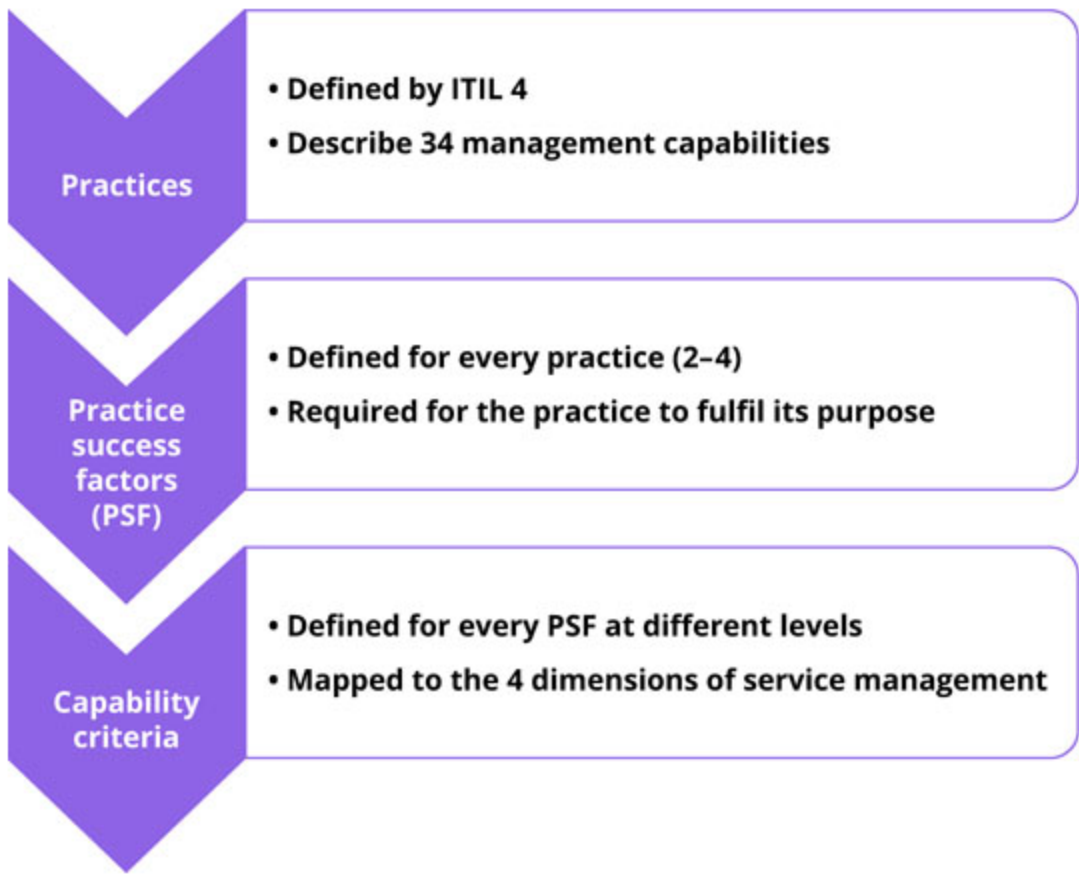 Practices
• Defined by ITIL 4
• Describe 34 management capabilities
Practice
success
factors
(PSF)
• Defined for every practice (2–4)
• Required for the practice to fulfil its purpose
Capability
criteria
• Defined for every PSF at different levels
• Mapped to the 4 dimensions of service management